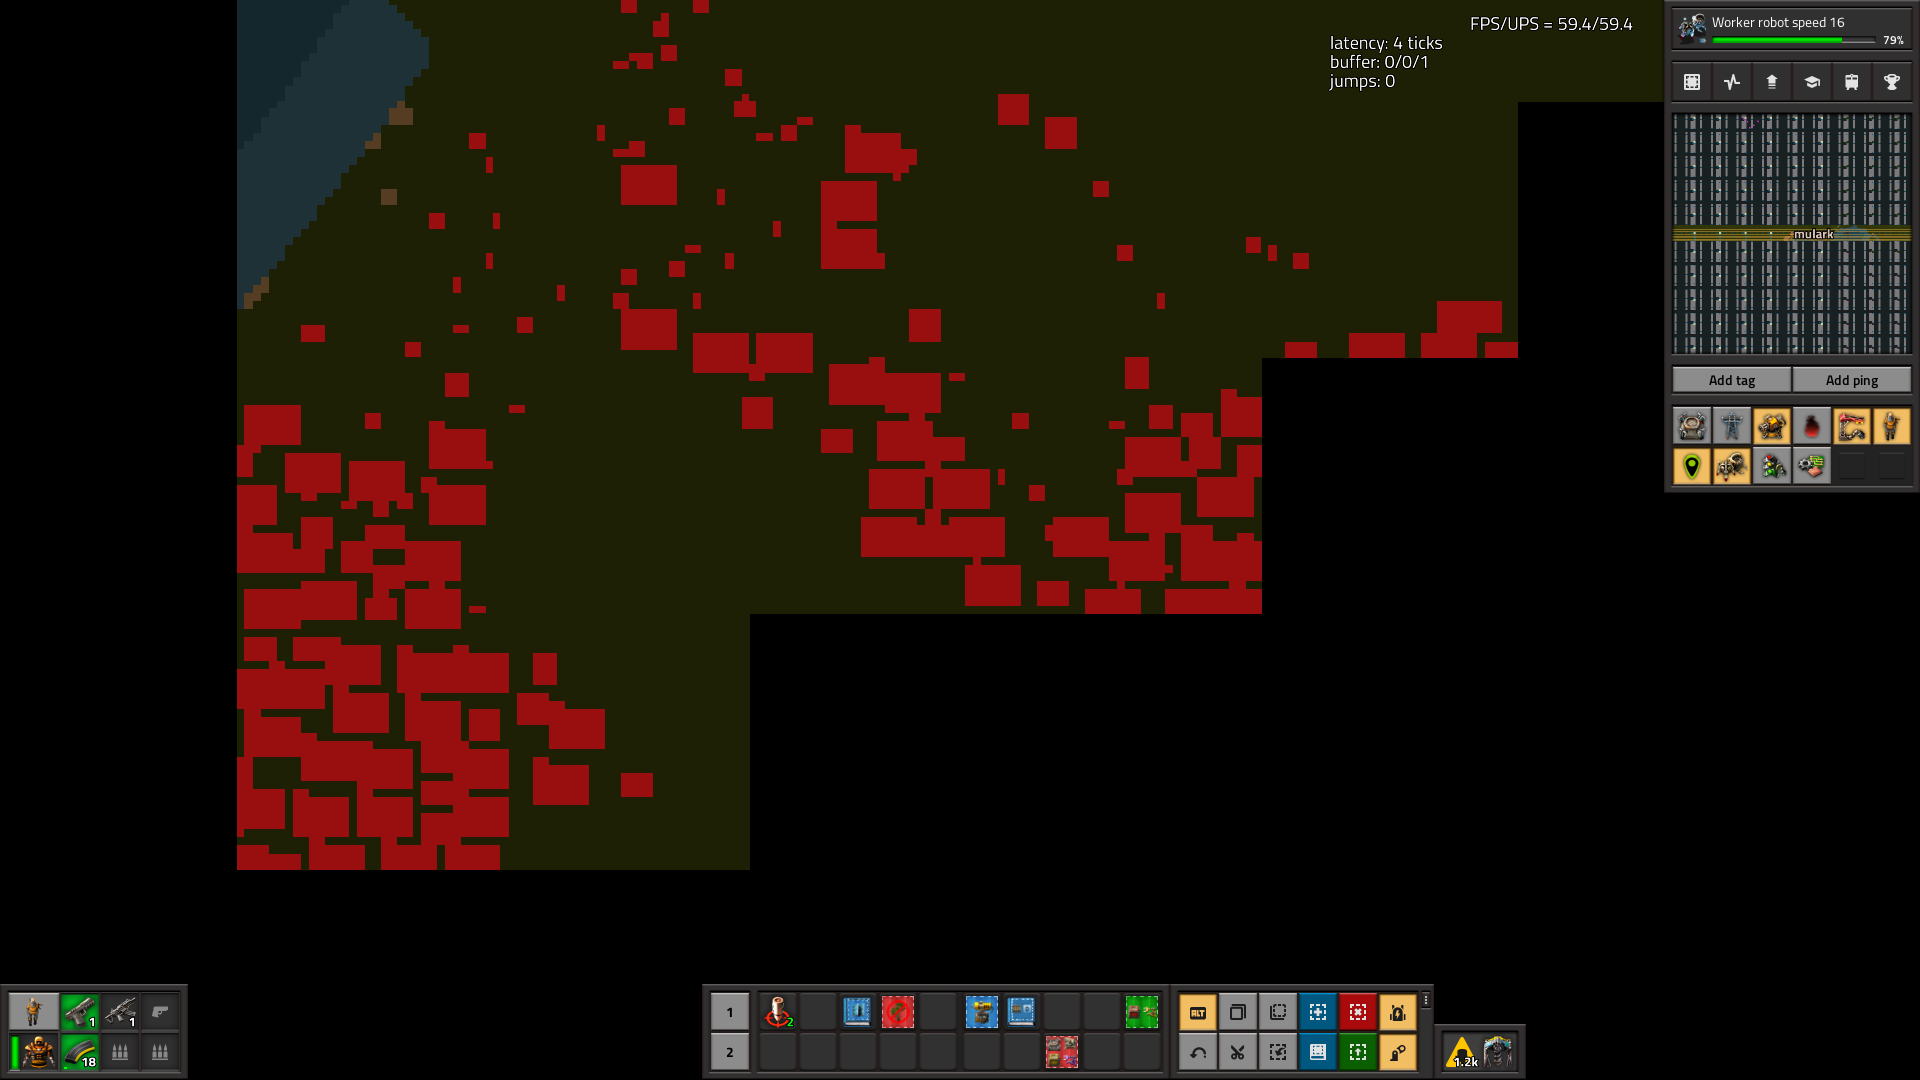 FPS/UPS = 59.4/59.4
latency: 4 ticks
buffer: 0/0/1
jumps: 0
Worker robot speed 16
79%
mulark
Add tag
Add ping
1
1
18
1
2
2
ALT
1.2k